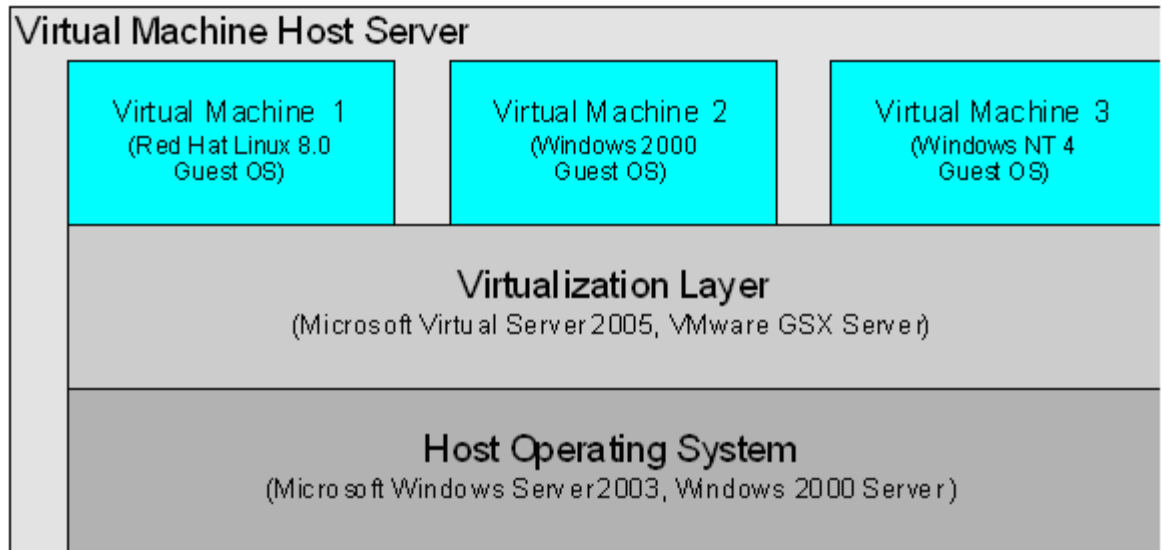 Virtual Machine Host Server
Virtual Machine 1
(Red Hat Linux 8.0
Guest OS)
Virtual Machine 2
(Windows 2000
Guest OS)
Virtual Machine 3
(Windows NT 4
Guest OS)
Virtualization Layer
(Microsoft Virtual Server 2005, VMware GSX Server)
Host Operating System
(Microsoft Windows Server 2003, Windows 2000 Server)